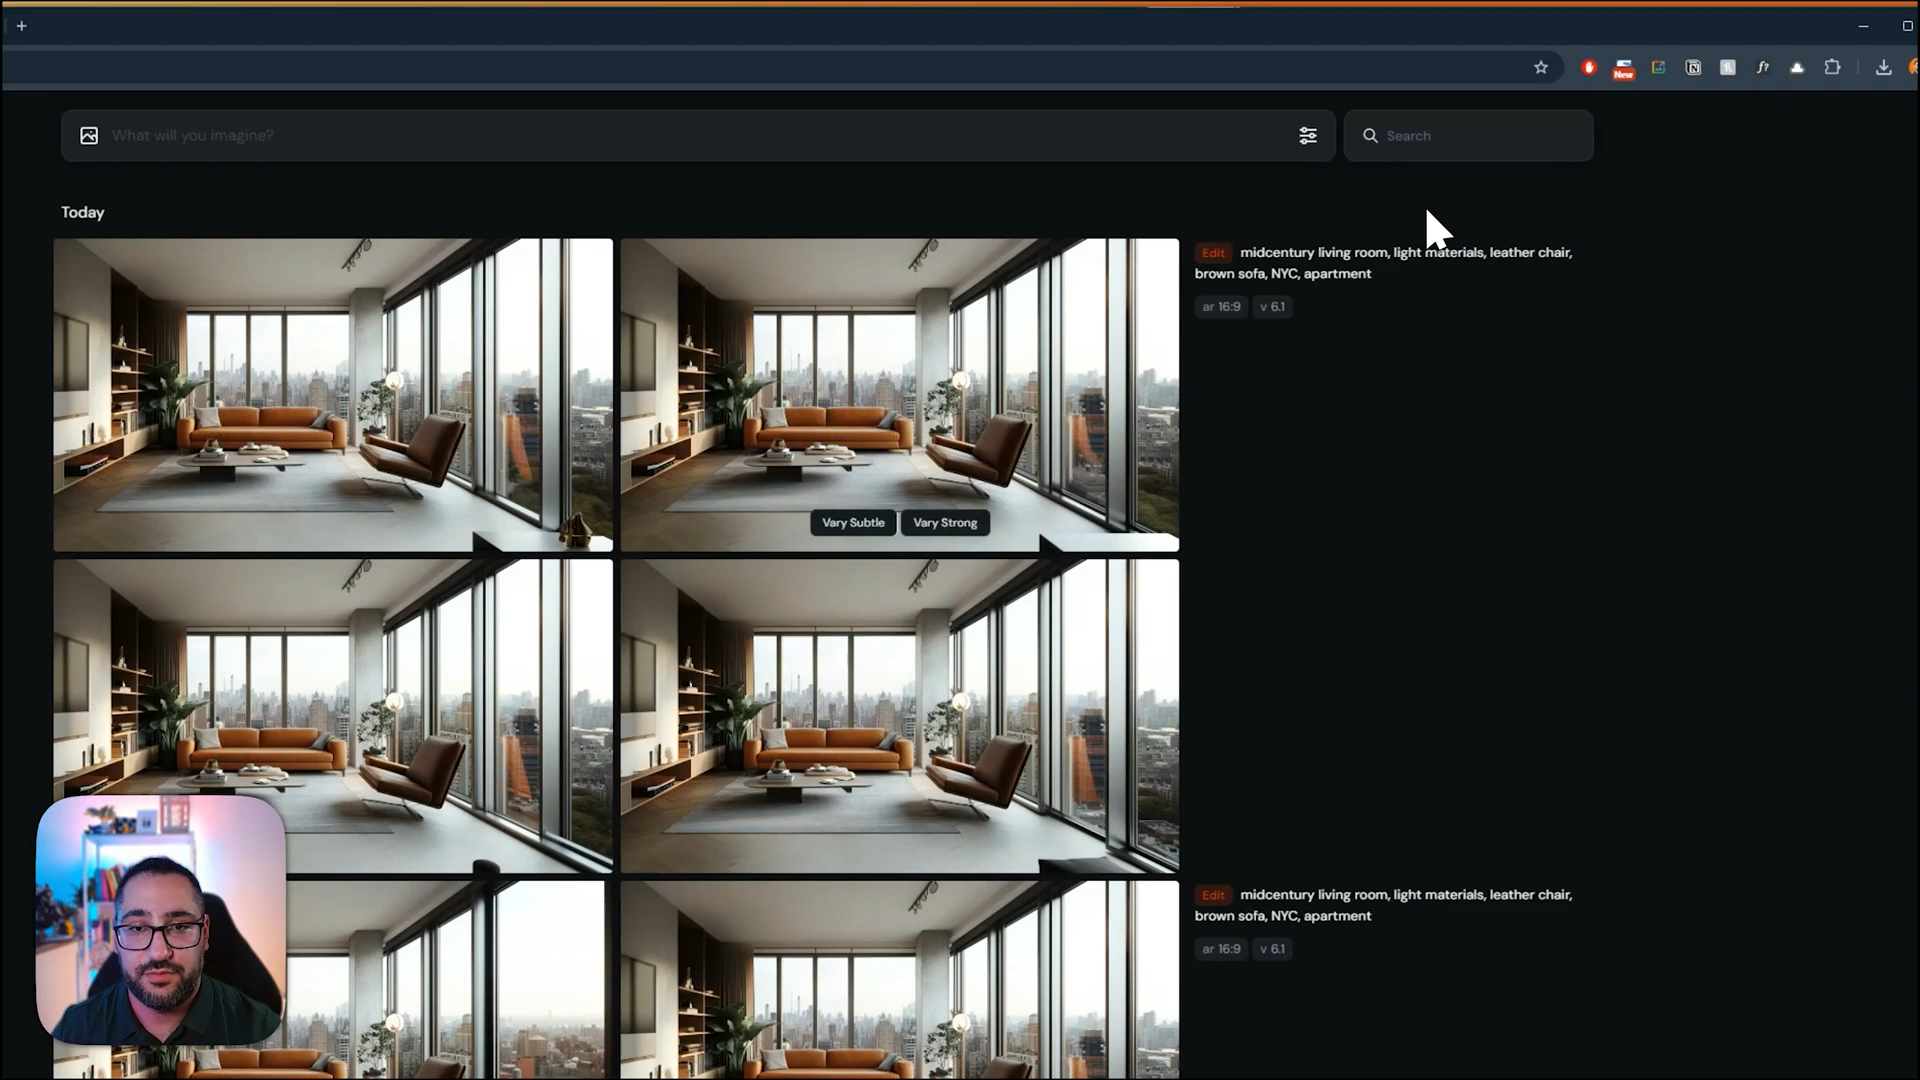 New
f?
What will you imagine?
Search
Today
Edit midcentury living room, light materials, leather chair,
brown sofa, NYC, apartment
ar 16:9 v 6.1
Vary Subtle Vary Strong
Edit midcentury living room, light materials, leather chair,
brown sofa, NYC, apartment
ar 16:9 v 6.1